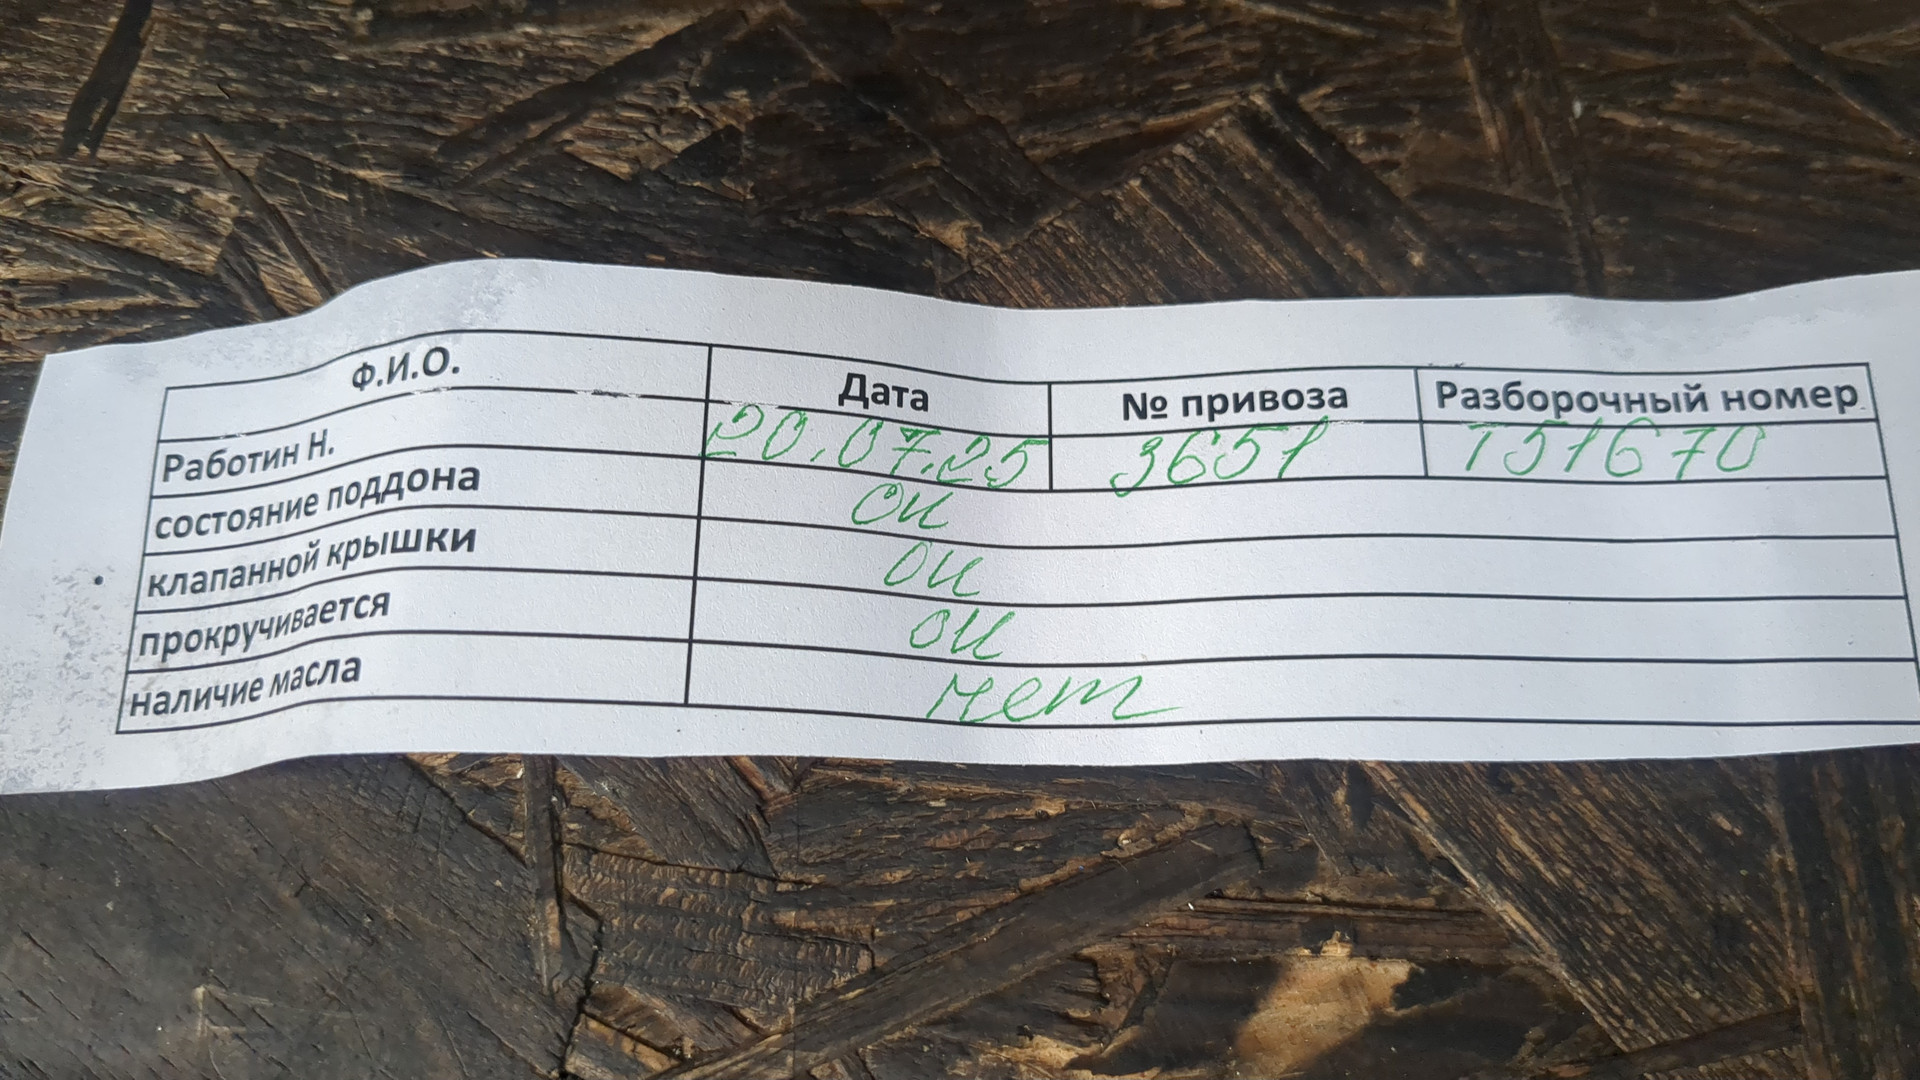 Ф.И.О. Дата № привоза Разборочный номер
Работин Н. 20.07.25 3651 Т51670
состояние поддона ок
клапанной крышки ок
прокручивается ок
наличие масла нет